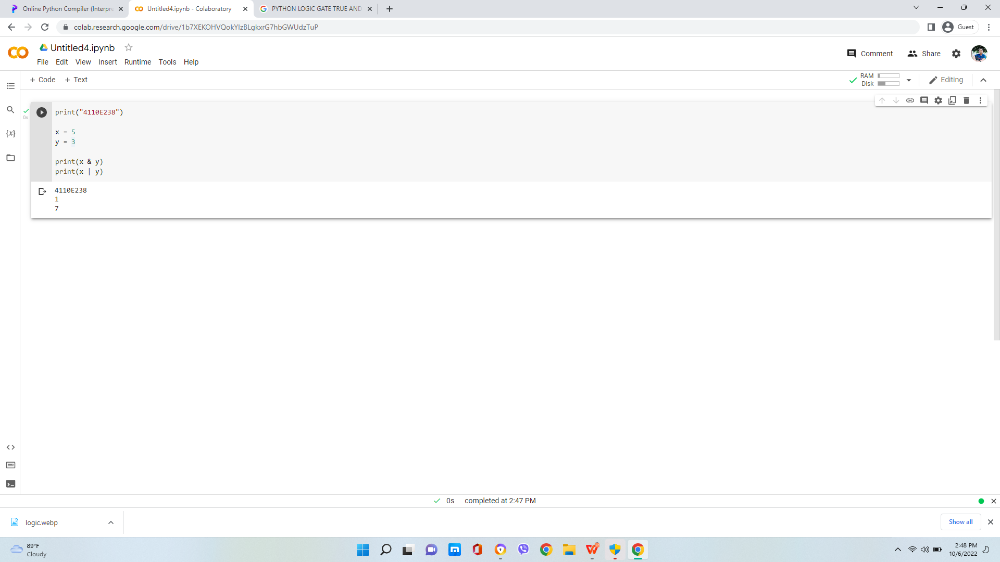 Online Python Compiler (Interpre
Untitled4.ipynb - Colaboratory
PYTHON LOGIC GATE TRUE AND
colab.research.google.com/drive/1b7XEKOHVQokYIzBLgkxrG7hbGWUdzTuP
Guest
Untitled4.ipynb
File Edit View Insert Runtime Tools Help
Comment
Share
+ Code + Text
RAM
Disk
Editing
{x}
0s
print("4110E238")
x = 5
y = 3
print(x & y)
print(x | y)
4110E238
1
7
0s completed at 2:47 PM
logic.webp
Show all
89°F
Cloudy
2:48 PM
10/6/2022